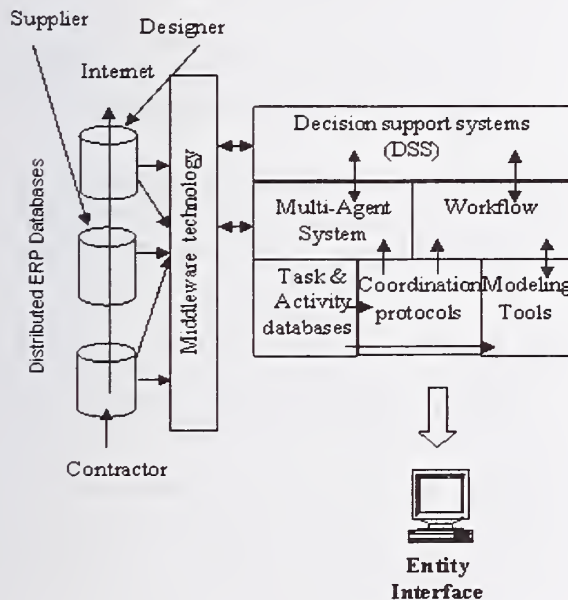 Supplier
Designer
Internet
Distributed ERP Databases
Middleware technology
Contractor
Decision support systems
(DSS)
Multi-Agent
System
Workflow
Task &
Activity
databases
Coordination
protocols
Modeling
Tools
Entity
Interface